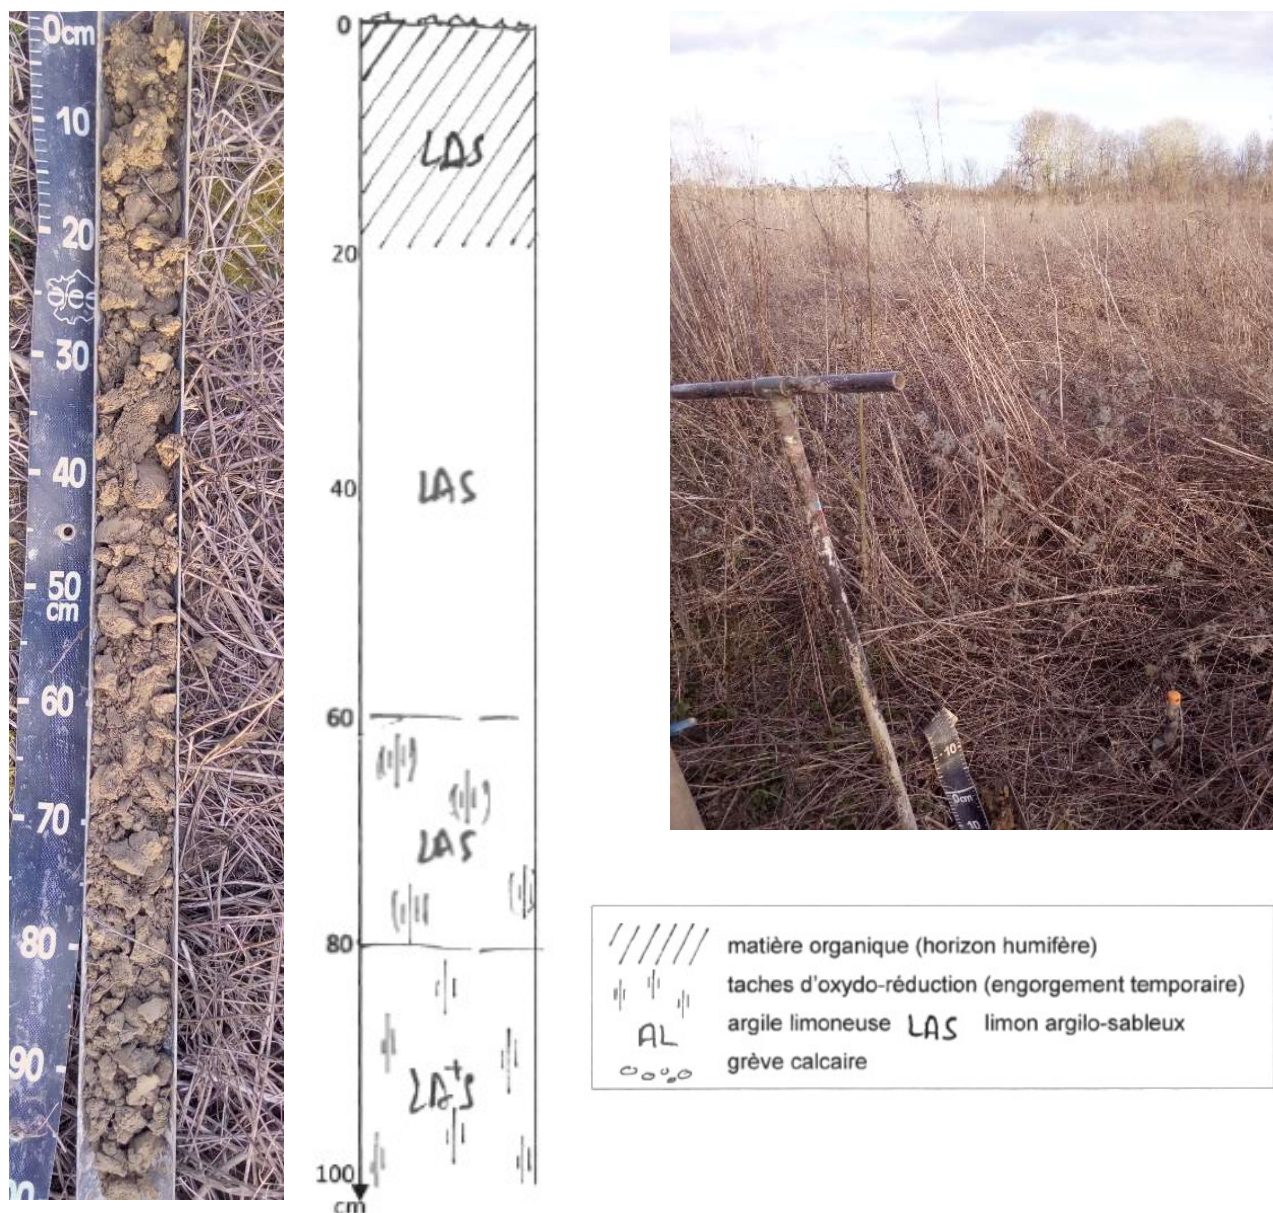 0cm
10
20
30
40
50
cm
60
70
80
90
0
LAS
20
40
LAS
60
LAS
80
LA+S
100
cm
10
0cm
10
matière organique (horizon humifère)
taches d'oxydo-réduction (engorgement temporaire)
AL argile limoneuse LAS limon argilo-sableux
grève calcaire